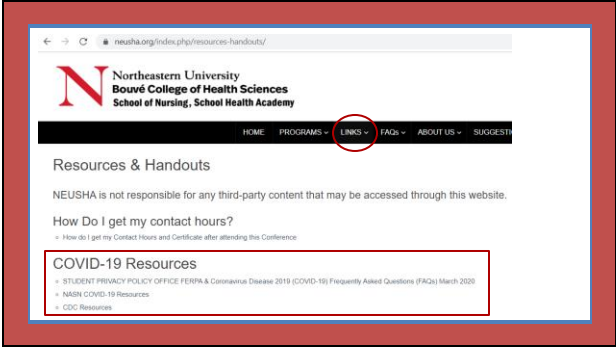 neusha.org/index.php/resources-handouts/
N
Northeastern University
Bouvé College of Health Sciences
School of Nursing, School Health Academy
HOME PROGRAMS LINKS FAQs ABOUT US SUGGESTI
Resources & Handouts
NEUSHA is not responsible for any third-party content that may be accessed through this website.
How Do I get my contact hours?
How do I get my Contact Hours and Certificate after attending this Conference
COVID-19 Resources
STUDENT PRIVACY POLICY OFFICE FERPA & Coronavirus Disease 2019 (COVID-19) Frequently Asked Questions (FAQs) March 2020
NASN COVID-19 Resources
CDC Resources